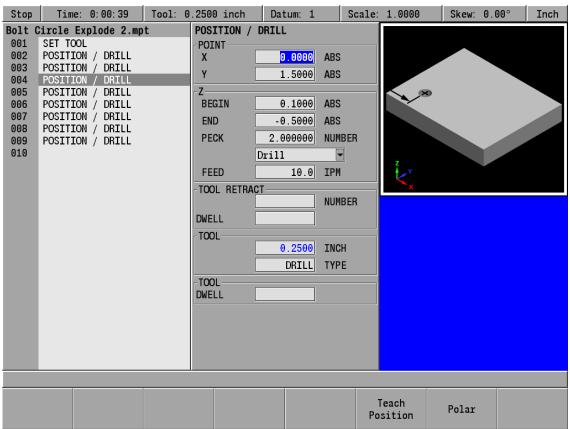 Stop Time: 0:00:39 Tool: 0.2500 inch Datum: 1 Scale: 1.0000 Skew: 0.00° Inch
Bolt Circle Explode 2.mpt
001 SET TOOL
002 POSITION / DRILL
003 POSITION / DRILL
004 POSITION / DRILL
005 POSITION / DRILL
006 POSITION / DRILL
007 POSITION / DRILL
008 POSITION / DRILL
009 POSITION / DRILL
010
POSITION / DRILL
POINT
X 0.0000 ABS
Y 1.5000 ABS
Z
BEGIN 0.1000 ABS
END -0.5000 ABS
PECK 2.000000 NUMBER
Drill
FEED 10.0 IPM
TOOL RETRACT
NUMBER
DWELL
TOOL
0.2500 INCH
DRILL TYPE
TOOL
DWELL
Z
Y
X
Teach Position
Polar